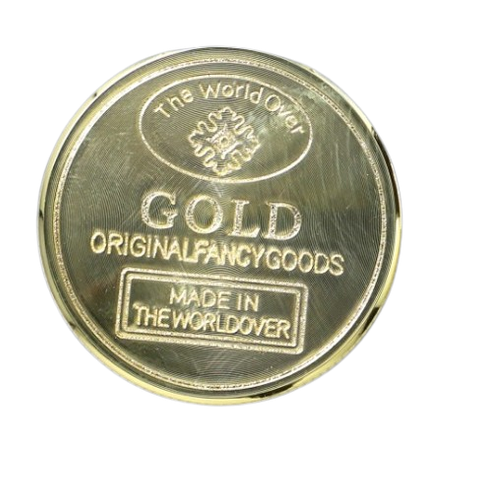 The World Over
GOLD
ORIGINALFANCYGOODS
MADE IN
THEWORLDOVER